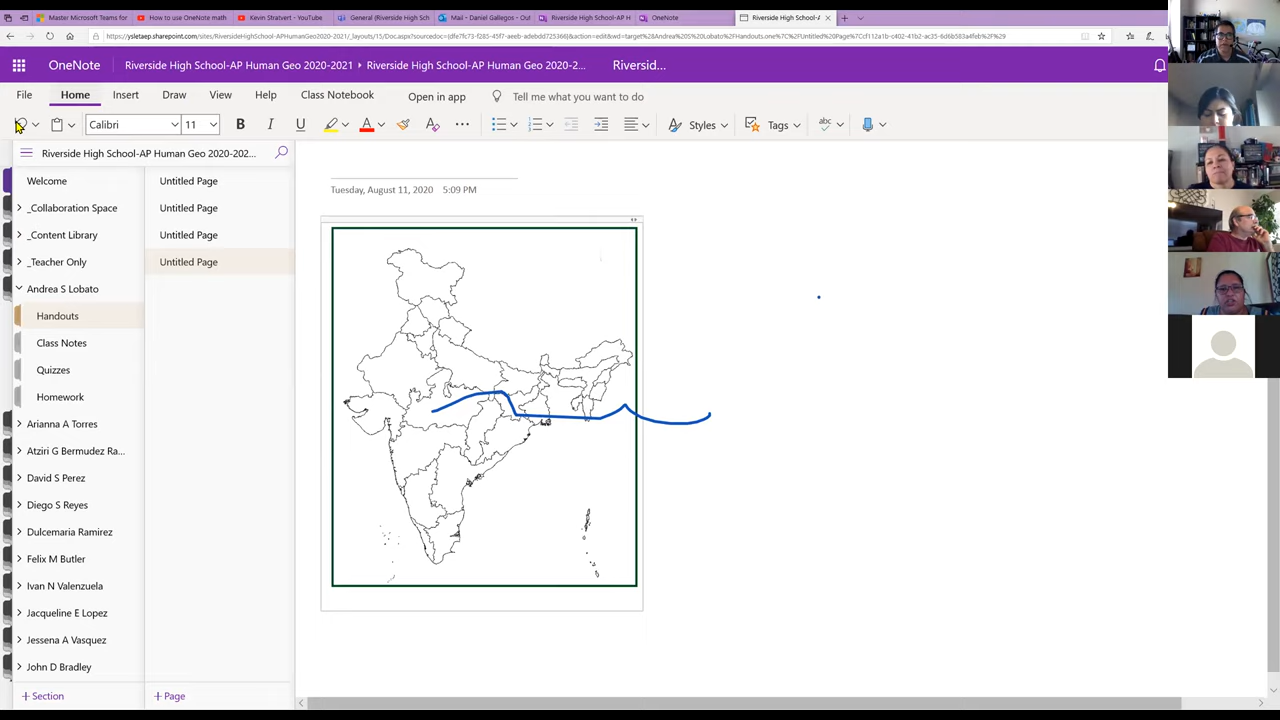 Master Microsoft Teams for
How to use OneNote math
Kevin Stratvert - YouTube
General (Riverside High Sch
Mail - Daniel Gallegos - Out
Riverside High School-AP H
OneNote
Riverside High School-A
OneNote
Riverside High School-AP Human Geo 2020-2021
Riverside High School-AP Human Geo 2020-2...
Riversid...
File
Home
Insert
Draw
View
Help
Class Notebook
Open in app
Tell me what you want to do
Calibri
11
B
I
U
A
A
Styles
Tags
abc
Riverside High School-AP Human Geo 2020-202...
Welcome
_Collaboration Space
_Content Library
_Teacher Only
Andrea S Lobato
Handouts
Class Notes
Quizzes
Homework
Arianna A Torres
Atziri G Bermudez Ra...
David S Perez
Diego S Reyes
Dulcemaria Ramirez
Felix M Butler
Ivan N Valenzuela
Jacqueline E Lopez
Jessena A Vasquez
John D Bradley
+ Section
Untitled Page
Untitled Page
Untitled Page
Untitled Page
+ Page
Tuesday, August 11, 2020 5:09 PM